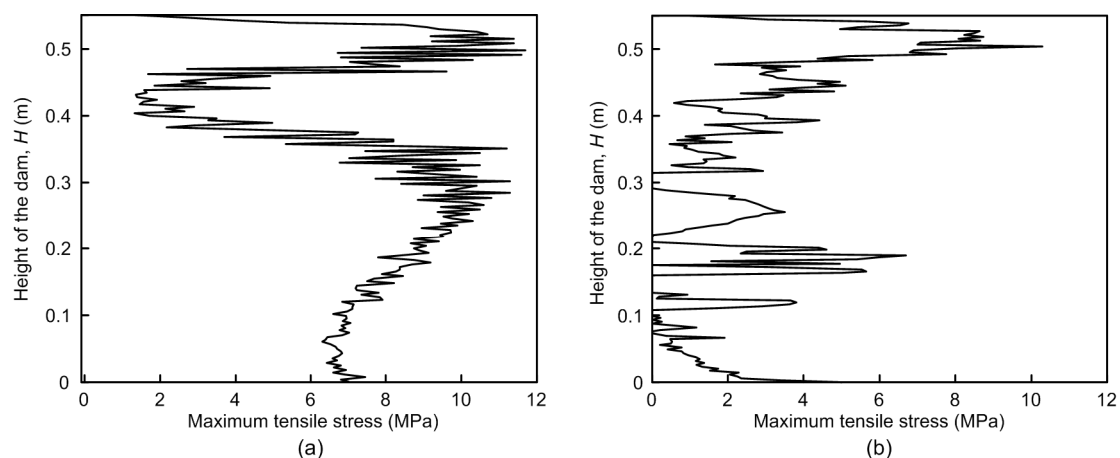 Height of the dam, H (m)
0.5
0.4
0.3
0.2
0.1
0
0 2 4 6 8 10 12
Maximum tensile stress (MPa)
(a)
Height of the dam, H (m)
0.5
0.4
0.3
0.2
0.1
0
0 2 4 6 8 10 12
Maximum tensile stress (MPa)
(b)